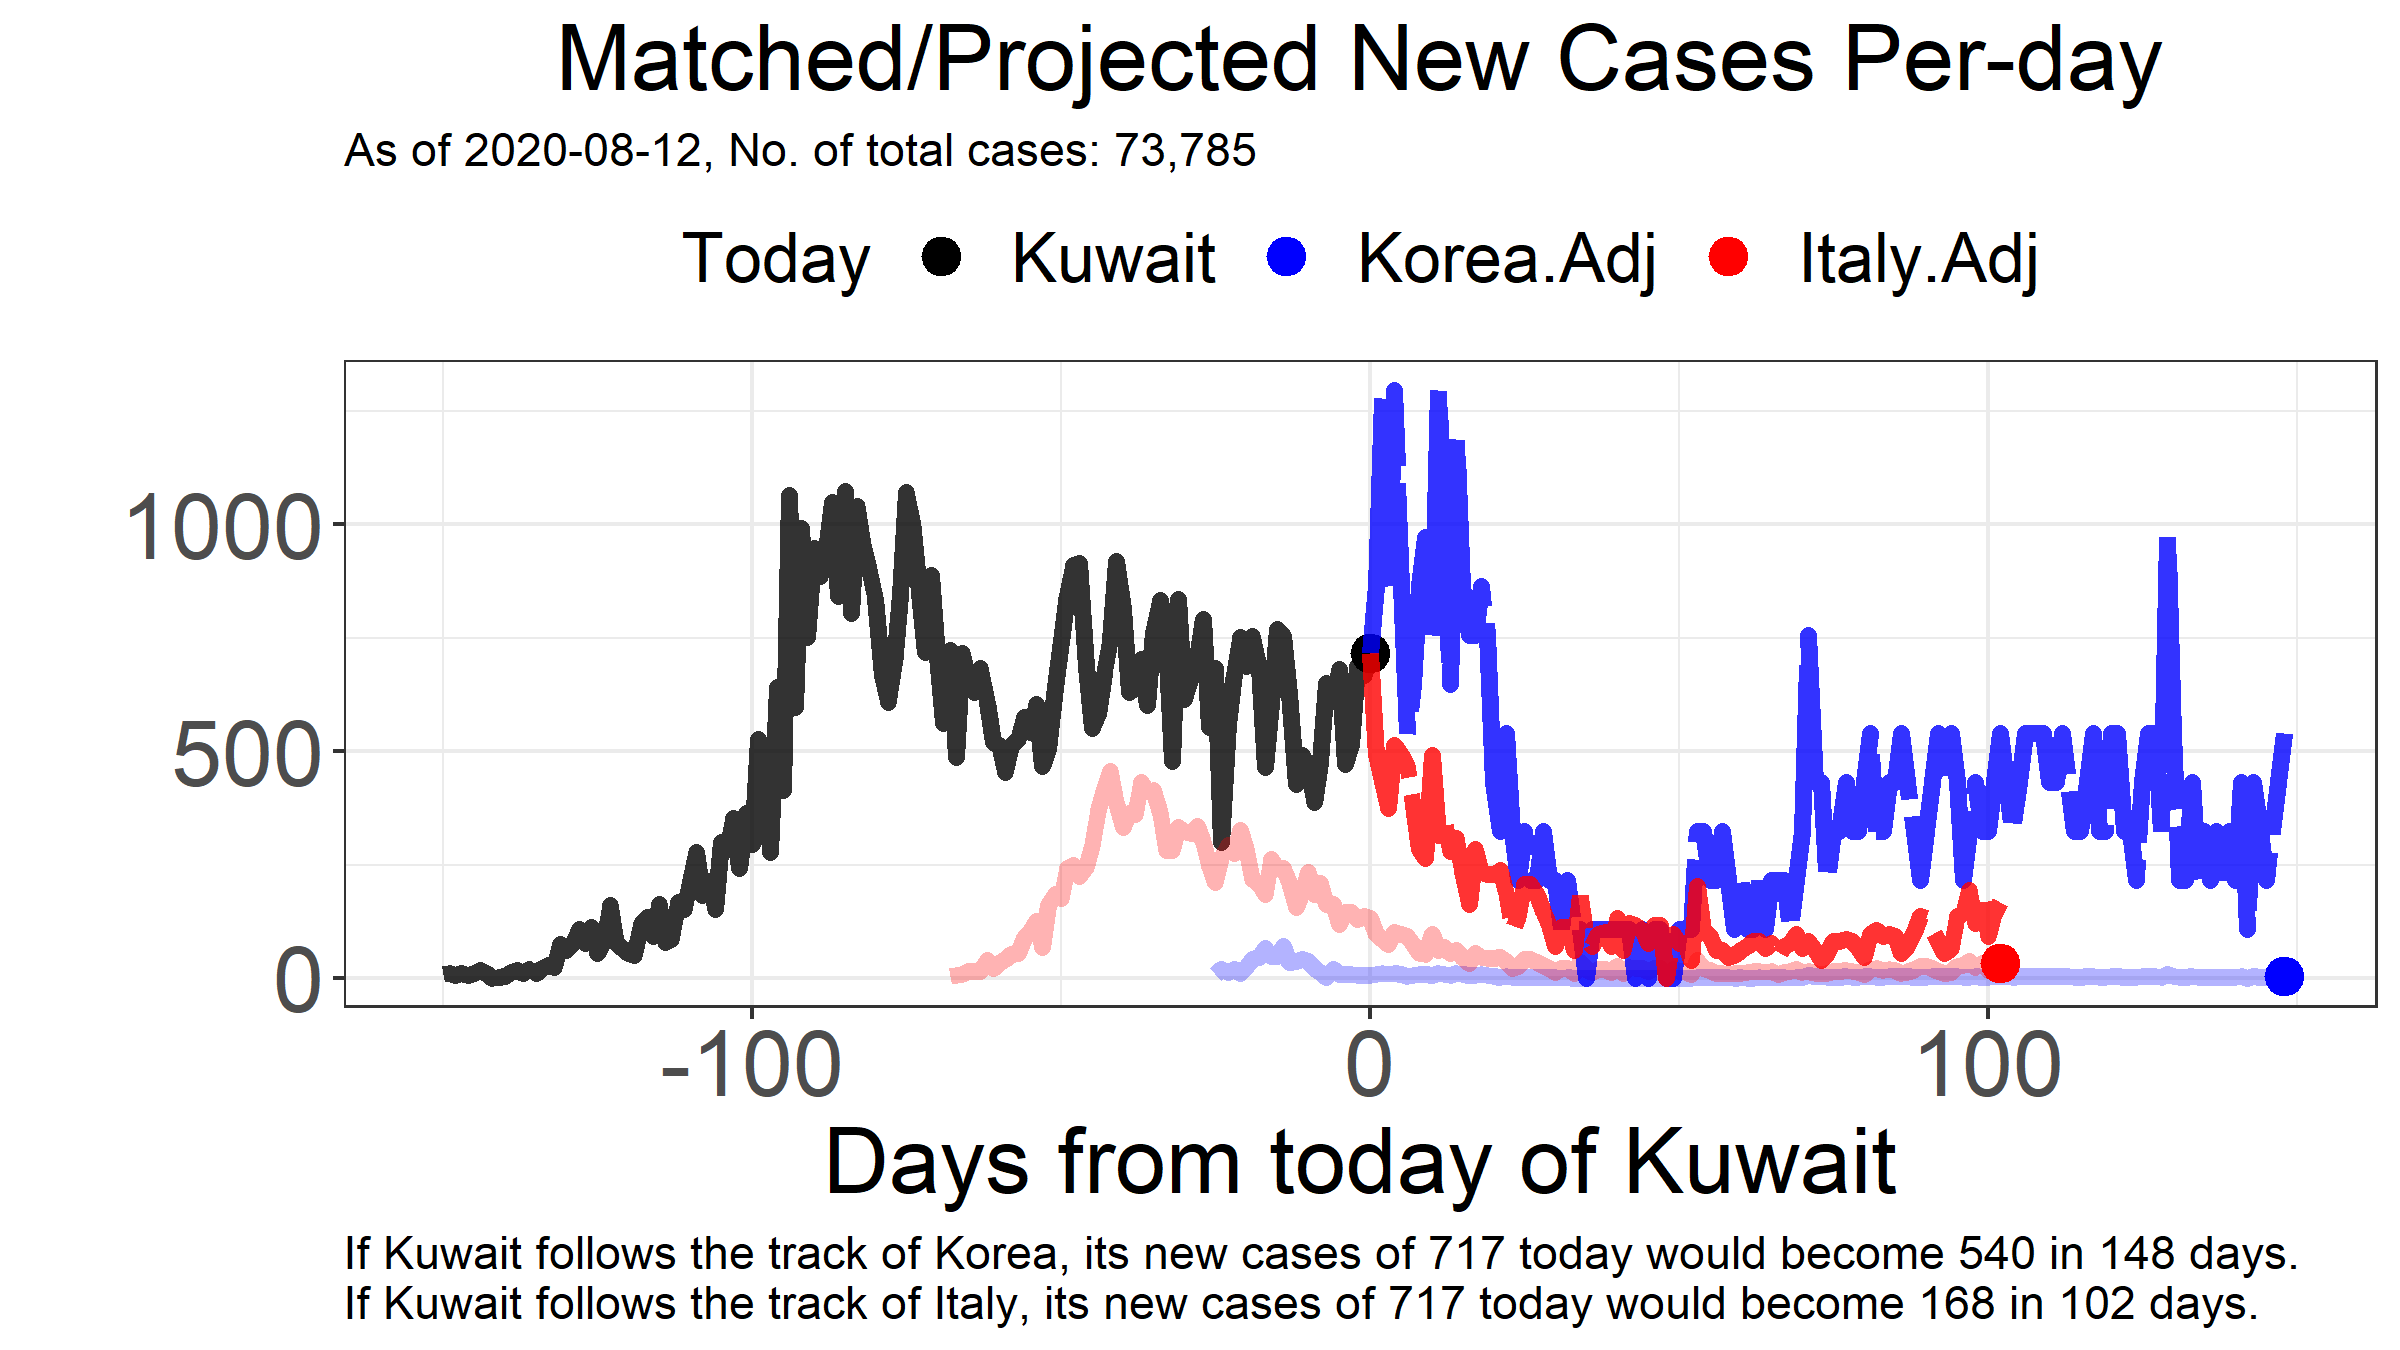 Matched/Projected New Cases Per-day
As of 2020-08-12, No. of total cases: 73,785
Today Kuwait Korea.Adj Italy.Adj
1000
500
0
-100 0 100
Days from today of Kuwait
If Kuwait follows the track of Korea, its new cases of 717 today would become 540 in 148 days.
If Kuwait follows the track of Italy, its new cases of 717 today would become 168 in 102 days.